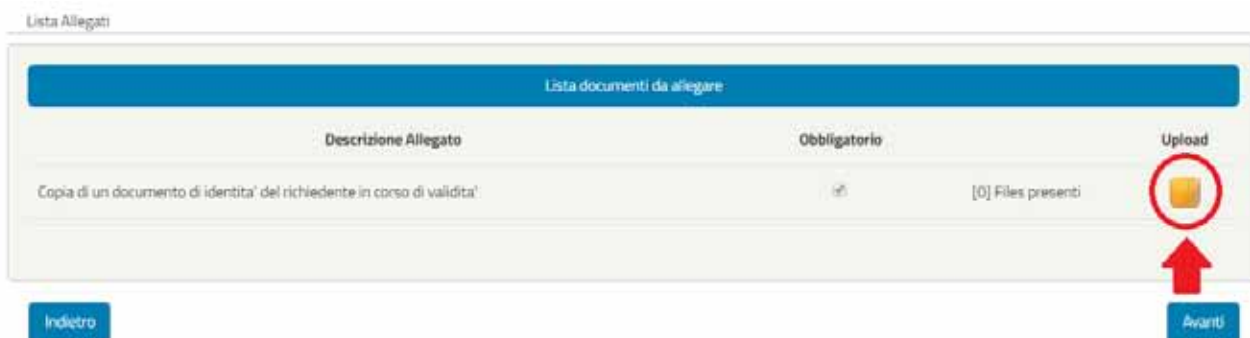 Lista Allegati
Lista documenti da allegare
Descrizione Allegato Obbligatorio Upload
Copia di un documento di identita' del richiedente in corso di validita' [0] Files presenti
Indietro Avanti